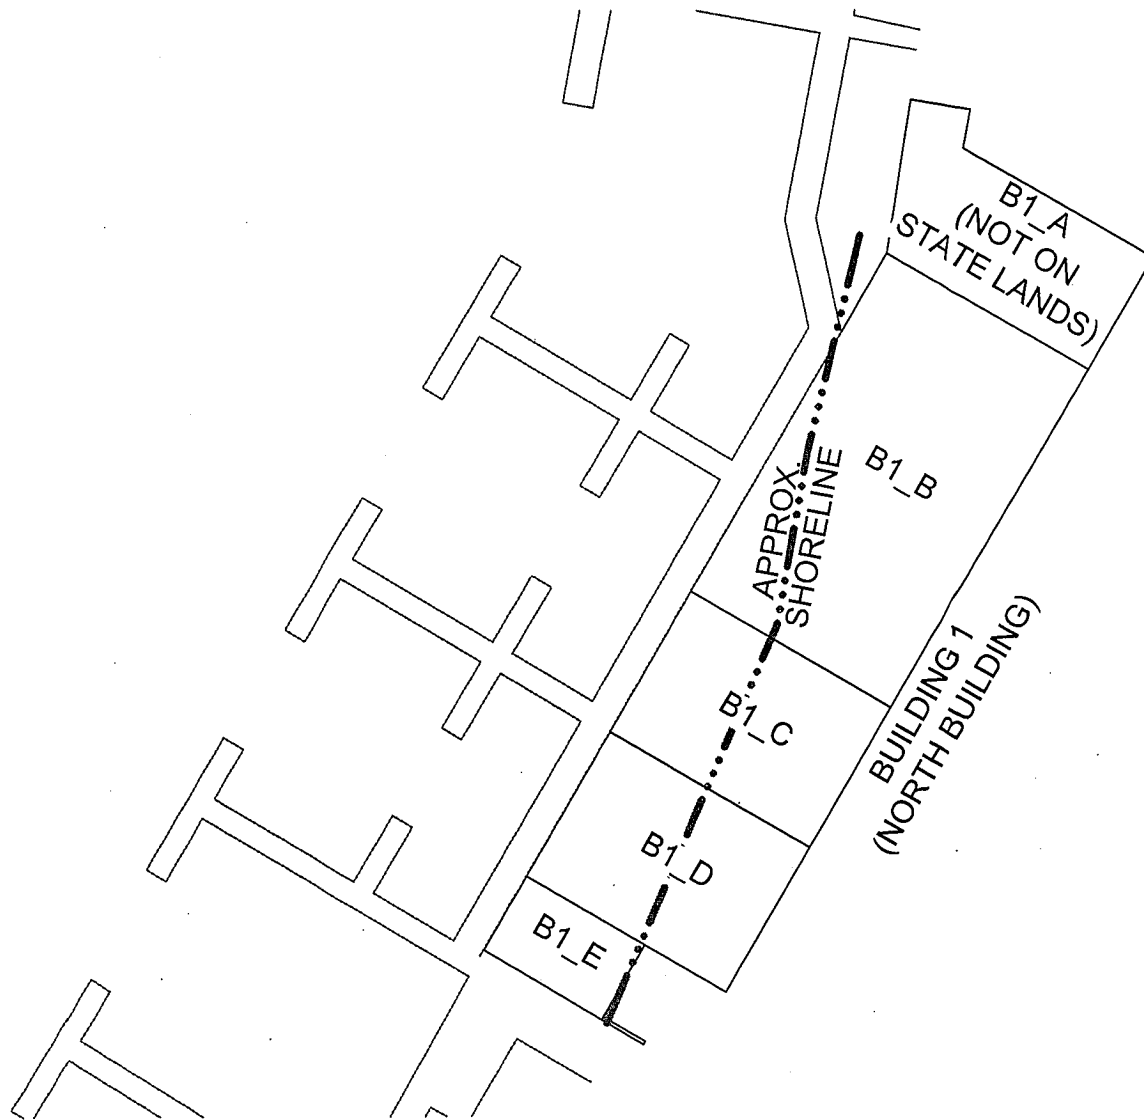 B1_A
(NOT ON
STATE LANDS)
B1_B
APPROX.
SHORELINE
B1_C
BUILDING 1
(NORTH BUILDING)
B1_D
B1_E